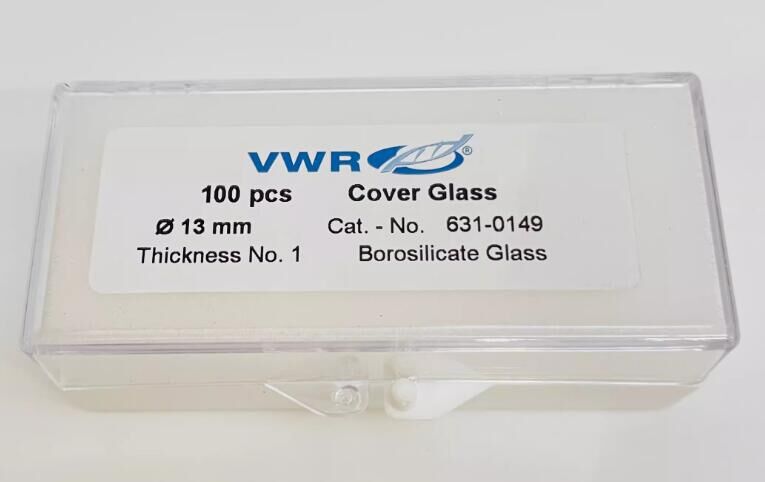 VWR®
100 pcs Cover Glass
Ø 13 mm Cat. - No. 631-0149
Thickness No. 1 Borosilicate Glass